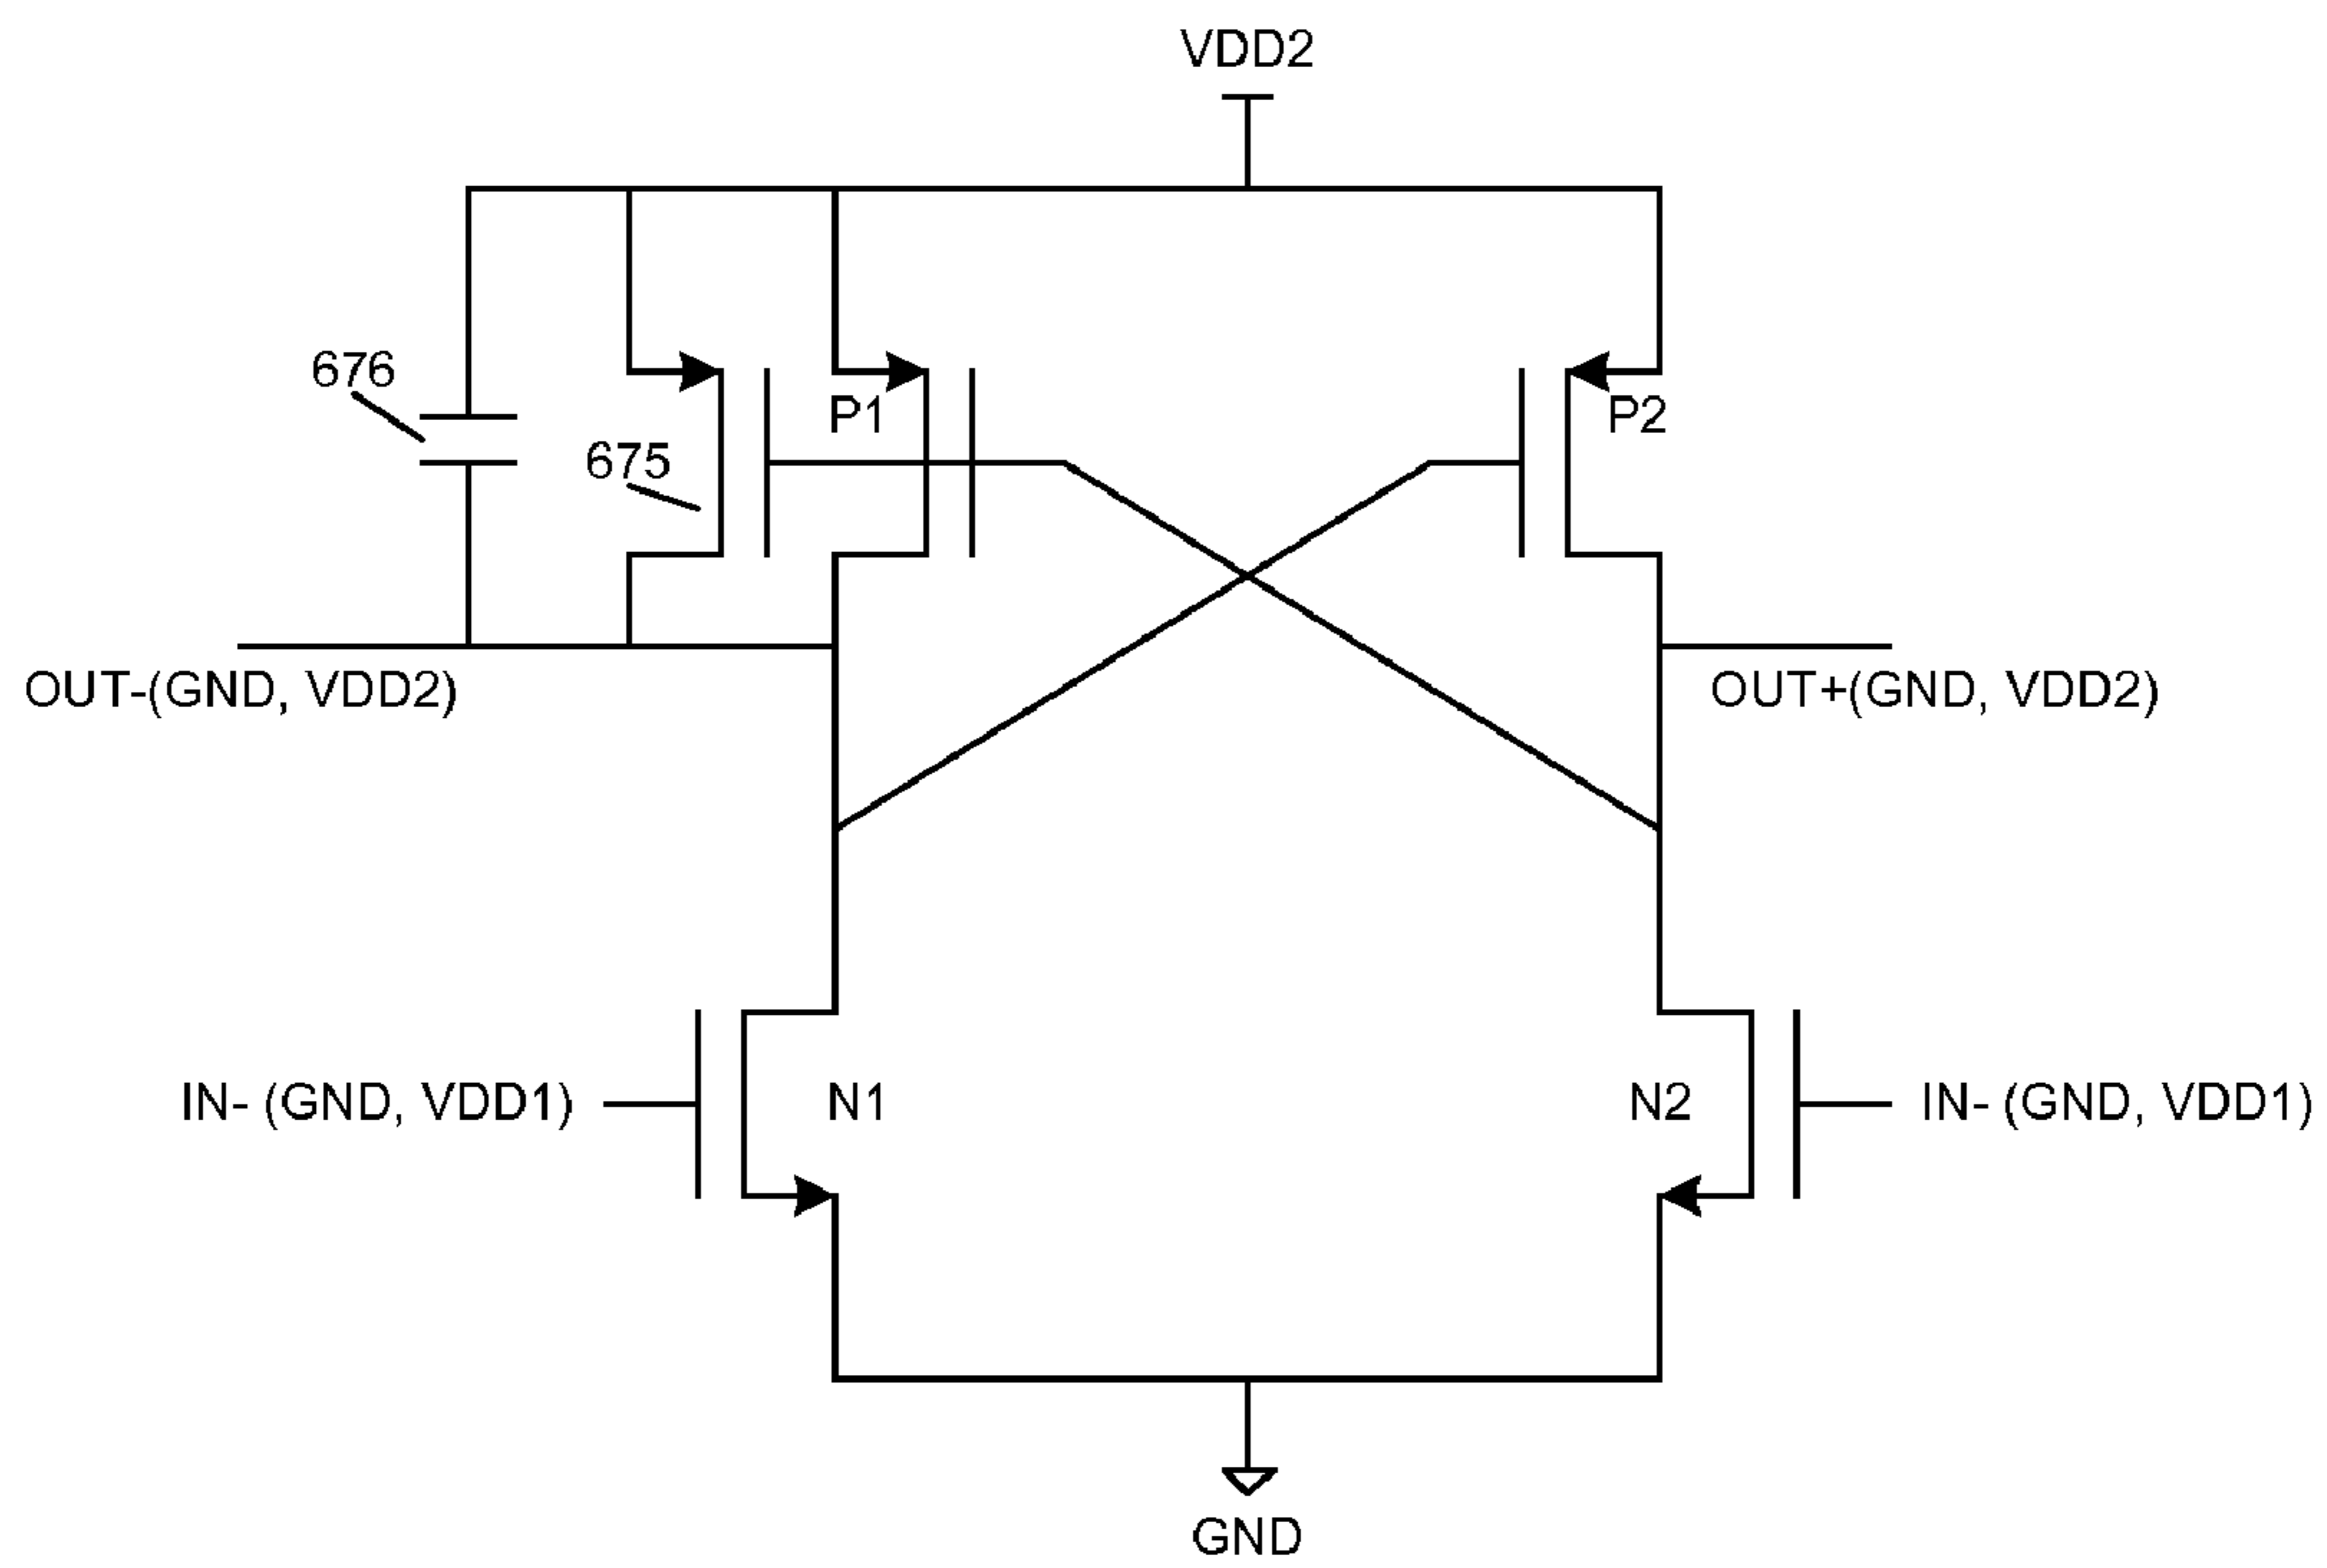 VDD2
676
P1
P2
675
OUT-(GND, VDD2)
OUT+(GND, VDD2)
IN- (GND, VDD1)
N1
N2
IN- (GND, VDD1)
GND